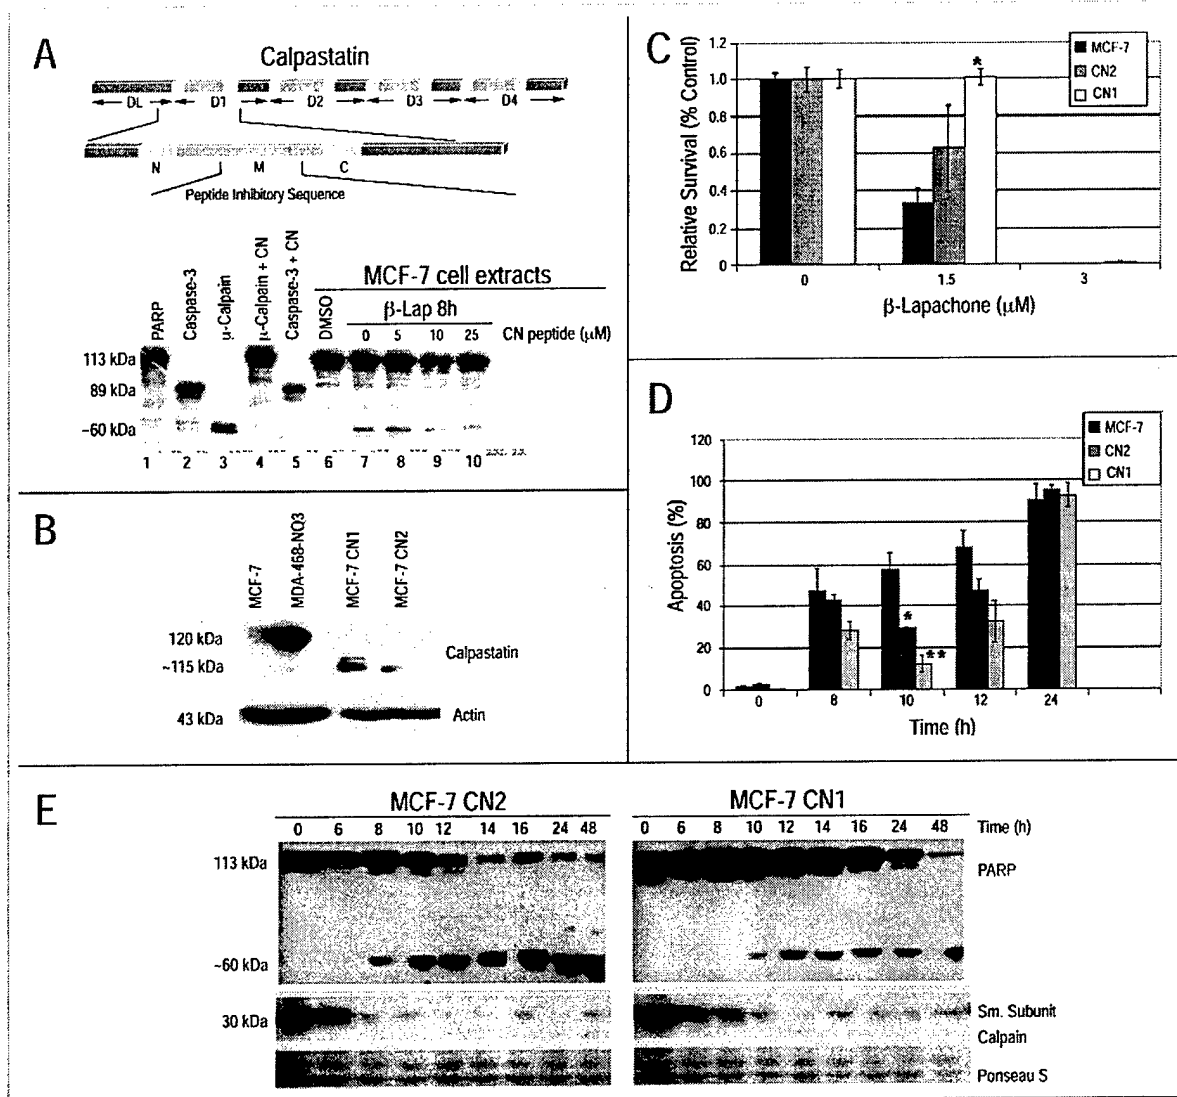 A
Calpastatin
DL D1 D2 D3 D4
N M C
Peptide Inhibitory Sequence
PARP
Caspase-3
μ-Calpain
μ-Calpain + CN
Caspase-3 + CN
MCF-7 cell extracts
DMSO
β-Lap 8h
0 5 10 25 CN peptide (μM)
113 kDa
89 kDa
~60 kDa
1 2 3 4 5 6 7 8 9 10
B
MCF-7
MDA-468-NQ3
MCF-7 CN1
MCF-7 CN2
120 kDa
~115 kDa
Calpastatin
43 kDa
Actin
C
Relative Survival (% Control)
1.2
1.0
0.8
0.6
0.4
0.2
0
*
MCF-7
CN2
CN1
0 1.5 3
β-Lapachone (μM)
D
Apoptosis (%)
120
100
80
60
40
20
0
*
**
MCF-7
CN2
CN1
0 8 10 12 24
Time (h)
E
MCF-7 CN2
0 6 8 10 12 14 16 24 48
MCF-7 CN1
0 6 8 10 12 14 16 24 48 Time (h)
113 kDa
PARP
~60 kDa
30 kDa
Sm. Subunit
Calpain
Ponseau S